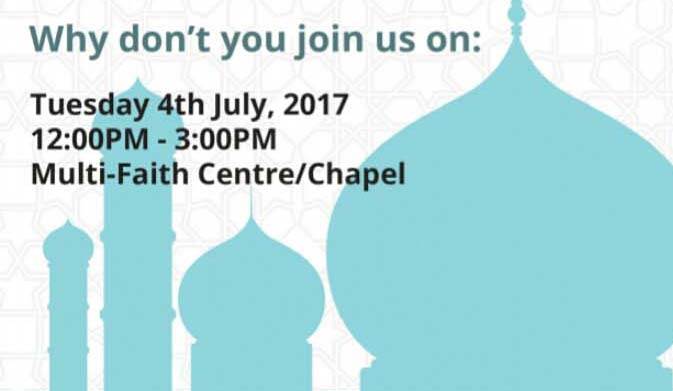 Why don’t you join us on:
Tuesday 4th July, 2017
12:00PM - 3:00PM
Multi-Faith Centre/Chapel